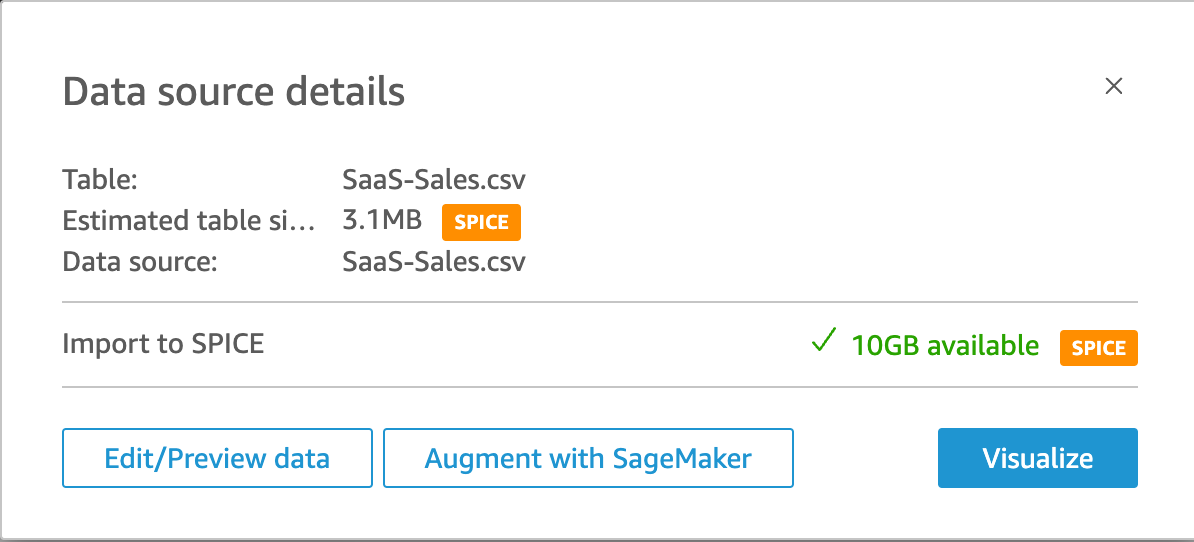 Data source details
Table: SaaS-Sales.csv
Estimated table si... 3.1MB SPICE
Data source: SaaS-Sales.csv
Import to SPICE 10GB available SPICE
Edit/Preview data Augment with SageMaker Visualize